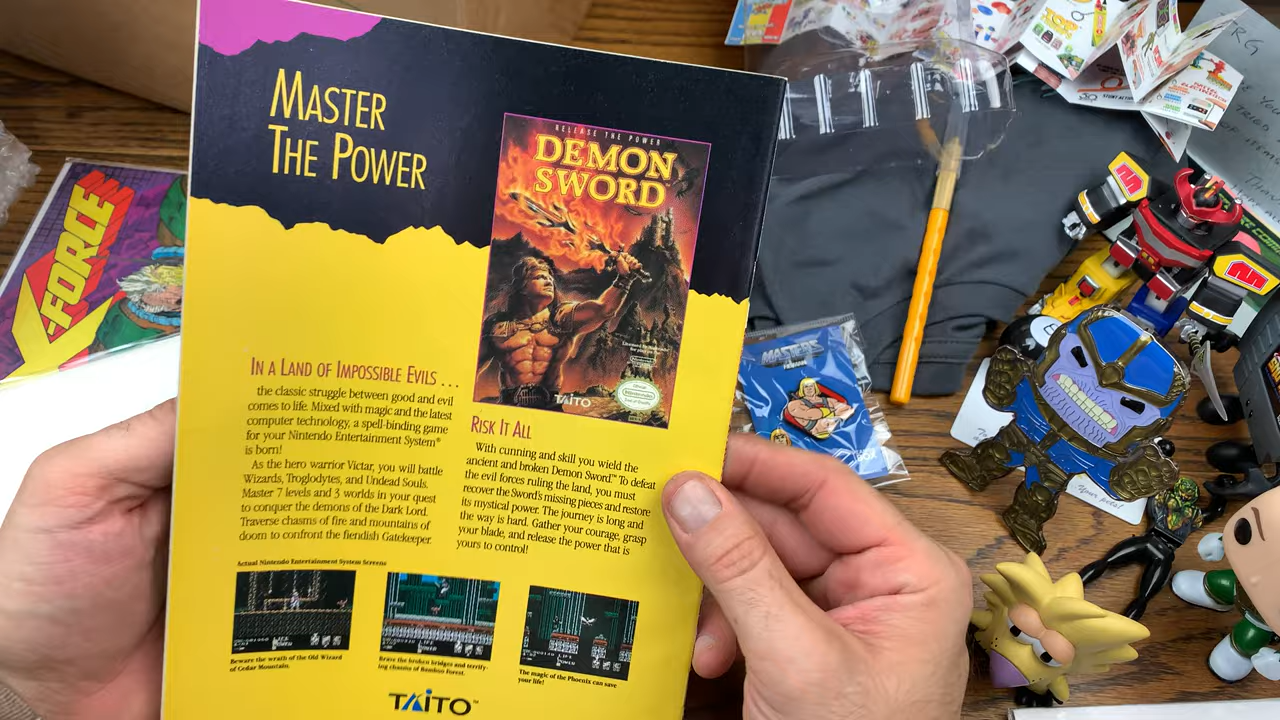 MASTER
THE POWER
RELEASE THE POWER
DEMON
SWORD™
TAITO
IN A LAND OF IMPOSSIBLE EVILS . . .
the classic struggle between good and evil
comes to life. Mixed with magic and the latest
computer technology, a spell-binding game
for your Nintendo Entertainment System®
is born!
As the hero warrior Victar, you will battle
Wizards, Troglodytes, and Undead Souls.
Master 7 levels and 3 worlds in your quest
to conquer the demons of the Dark Lord.
Traverse chasms of fire and mountains of
doom to confront the fiendish Gatekeeper.
RISK IT ALL
With cunning and skill you wield the
ancient and broken Demon Sword.™ To defeat
the evil forces ruling the land, you must
recover the Sword's missing pieces and restore
its mystical power. The journey is long and
the way is hard. Gather your courage, grasp
your blade, and release the power that is
yours to control!
Actual Nintendo Entertainment System Screens
Beware the wrath of the Old Wizard
of Cedar Mountain.
Brave the broken bridges and terrify-
ing chasms of Bamboo Forest.
The magic of the Phoenix can save
your life!
TAITO™
X-FORCE
MASTERS